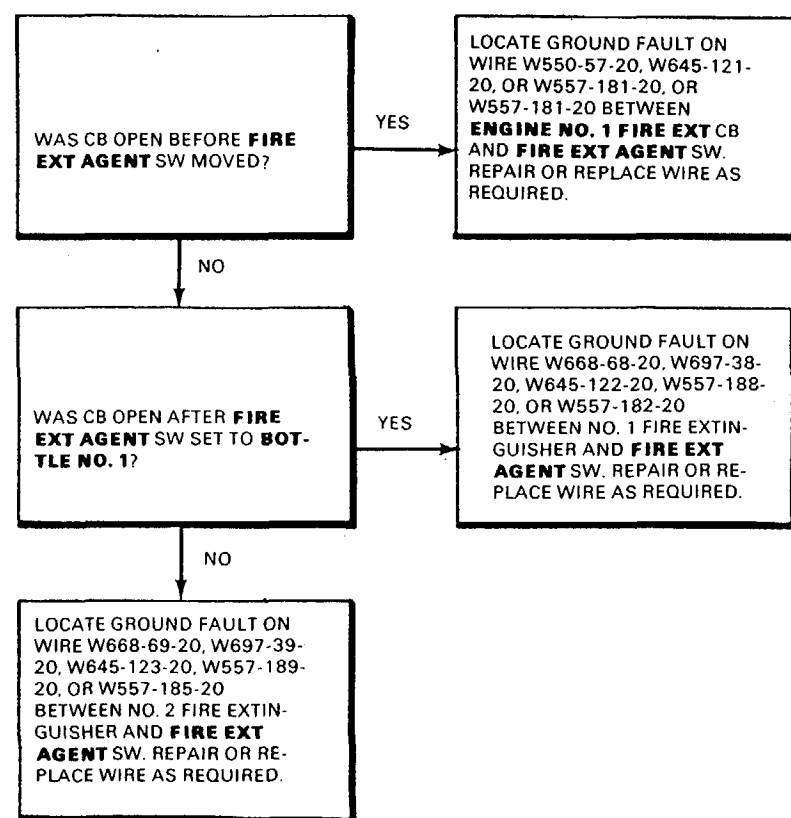 WAS CB OPEN BEFORE FIRE
EXT AGENT SW MOVED?
YES
LOCATE GROUND FAULT ON
WIRE W550-57-20, W645-121-
20, OR W557-181-20, OR
W557-181-20 BETWEEN
ENGINE NO. 1 FIRE EXT CB
AND FIRE EXT AGENT SW.
REPAIR OR REPLACE WIRE AS
REQUIRED.
NO
WAS CB OPEN AFTER FIRE
EXT AGENT SW SET TO BOT-
TLE NO. 1?
YES
LOCATE GROUND FAULT ON
WIRE W668-68-20, W697-38-
20, W645-122-20, W557-188-
20, OR W557-182-20
BETWEEN NO. 1 FIRE EXTIN-
GUISHER AND FIRE EXT
AGENT SW. REPAIR OR RE-
PLACE WIRE AS REQUIRED.
NO
LOCATE GROUND FAULT ON
WIRE W668-69-20, W697-39-
20, W645-123-20, W557-189-
20, OR W557-185-20
BETWEEN NO. 2 FIRE EXTIN-
GUISHER AND FIRE EXT
AGENT SW. REPAIR OR RE-
PLACE WIRE AS REQUIRED.